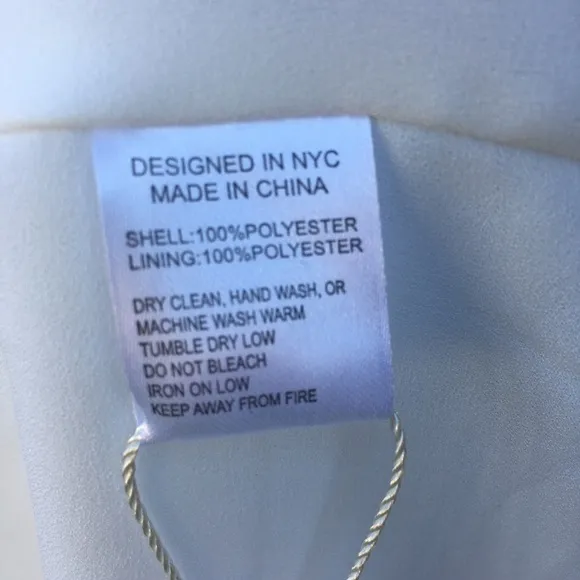 DESIGNED IN NYC
MADE IN CHINA
SHELL:100%POLYESTER
LINING:100%POLYESTER
DRY CLEAN, HAND WASH, OR
MACHINE WASH WARM
TUMBLE DRY LOW
DO NOT BLEACH
IRON ON LOW
KEEP AWAY FROM FIRE